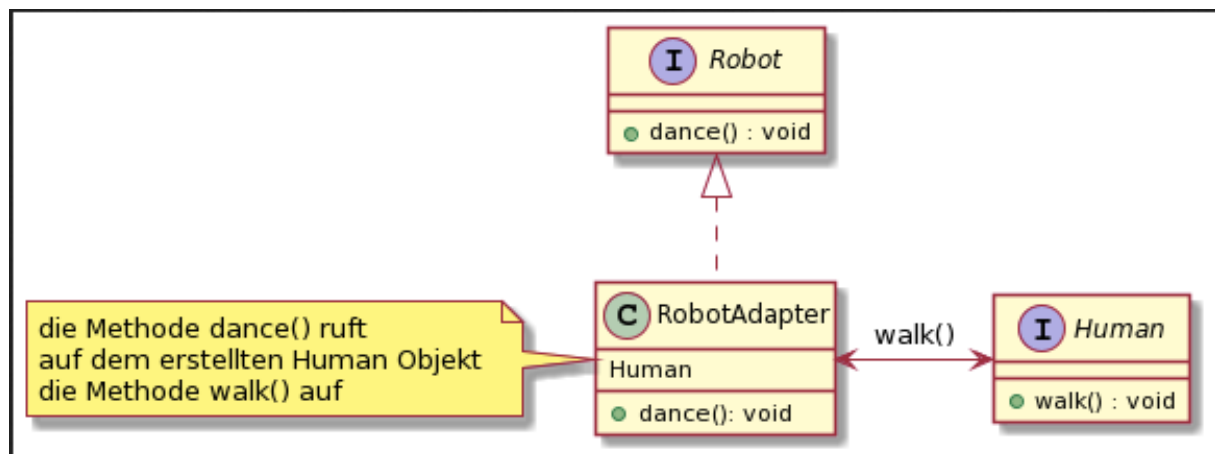 I Robot
dance() : void
C RobotAdapter
Human
dance(): void
die Methode dance() ruft
auf dem erstellten Human Objekt
die Methode walk() auf
walk()
I Human
walk() : void